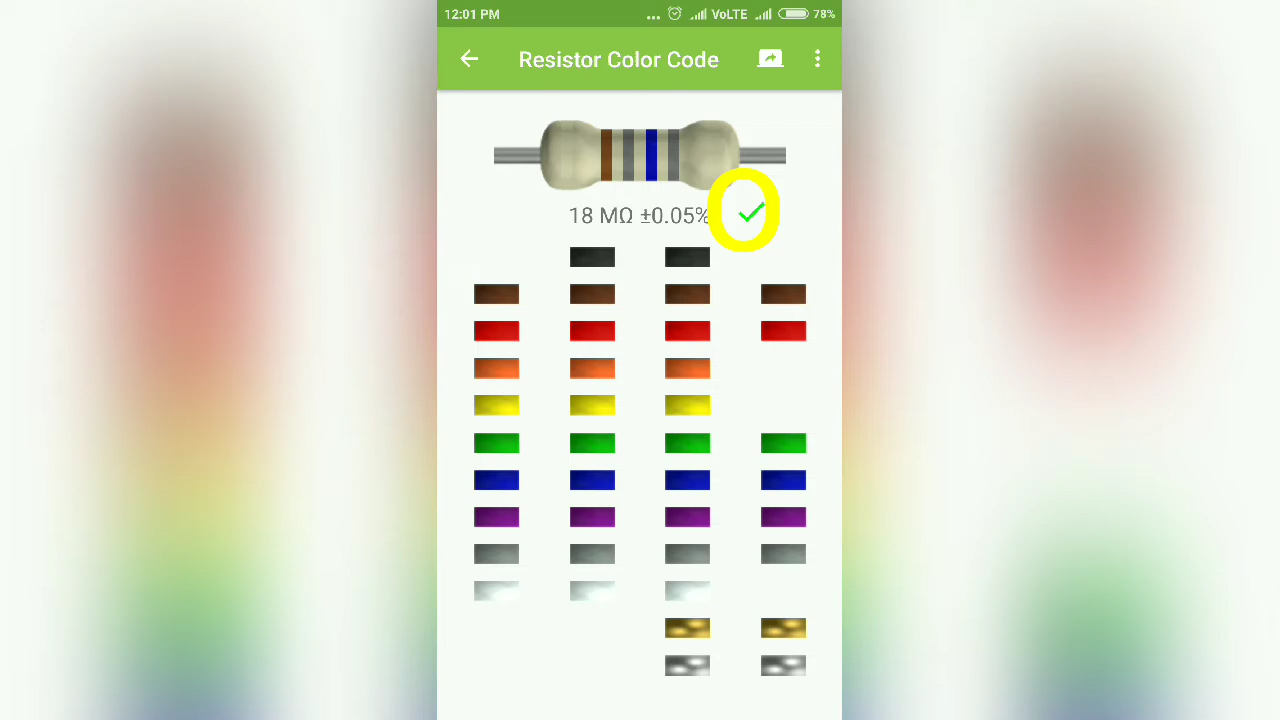 12:01 PM ... VoLTE 78%
Resistor Color Code
18 MΩ ±0.05%